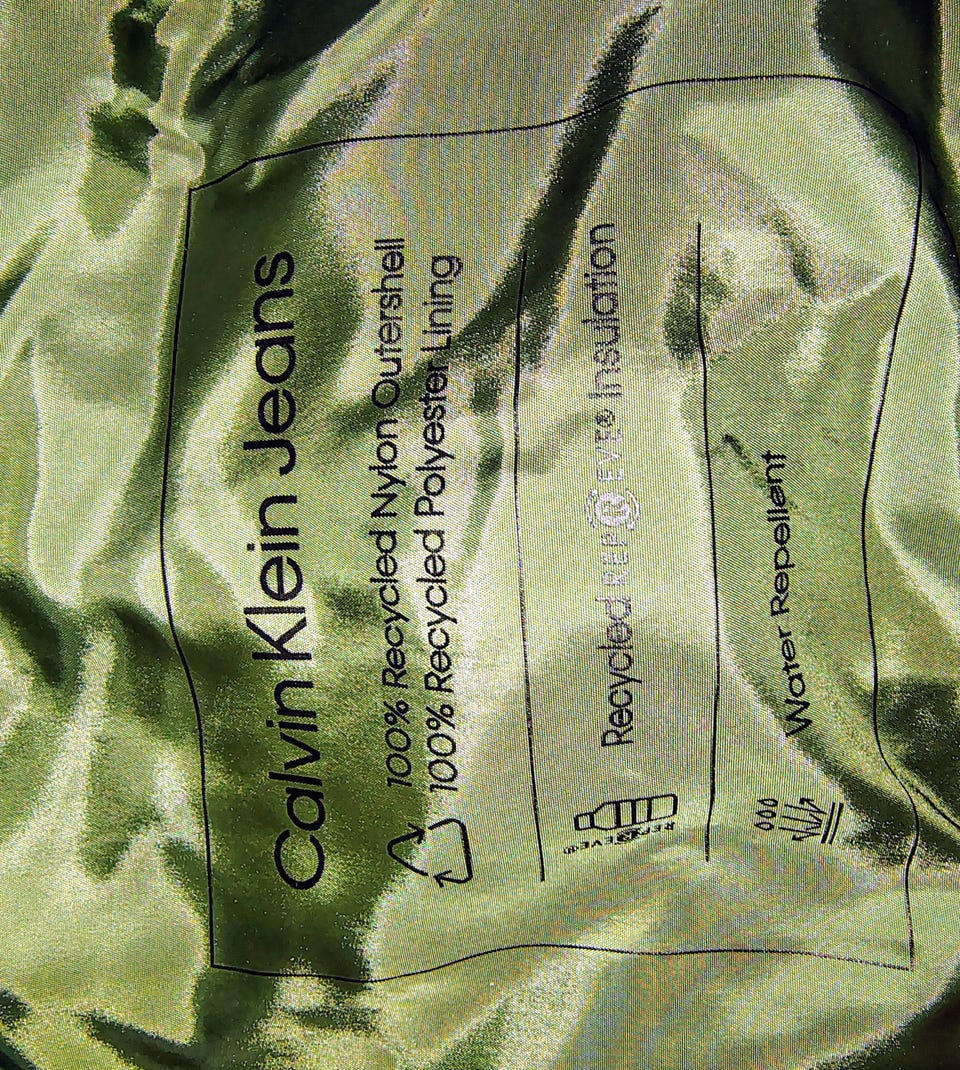 Calvin Klein Jeans
100% Recycled Nylon Outershell
100% Recycled Polyester Lining
Recycled REPREVE® Insulation
REPREVE®
Water Repellent